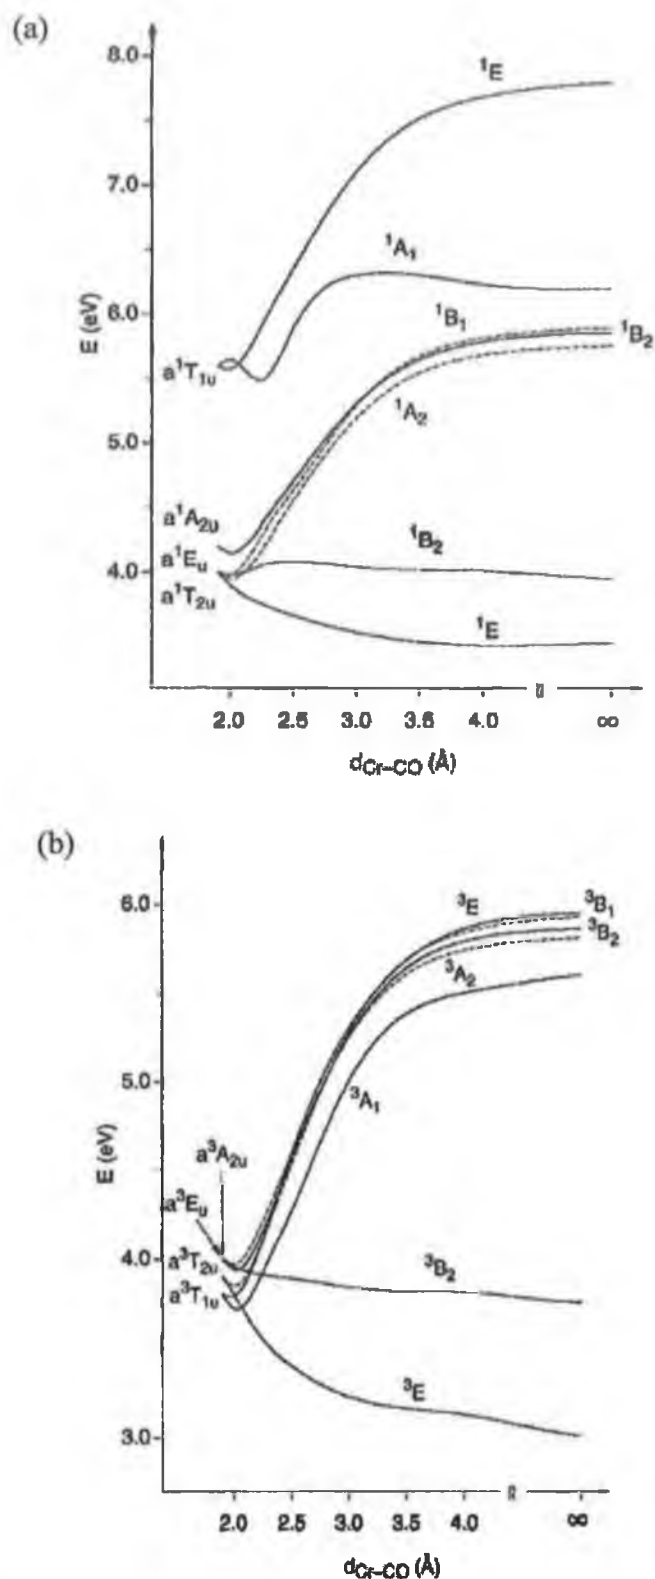 (a)
8.0
¹E
7.0
¹A₁
E (eV)
6.0
¹B₁
¹B₂
a¹T₁ᵤ
¹A₂
5.0
a¹A₂ᵤ
¹B₂
a¹Eᵤ
4.0
a¹T₂ᵤ
¹E
2.0 2.5 3.0 3.5 4.0 ∞
dCr–CO (Å)
(b)
³E
³B₁
6.0
³B₂
³A₂
5.0
³A₁
E (eV)
a³A₂ᵤ
a³Eᵤ
4.0
a³T₂ᵤ
³B₂
a³T₁ᵤ
³E
3.0
2.0 2.5 3.0 3.5 4.0 ∞
dCr–CO (Å)